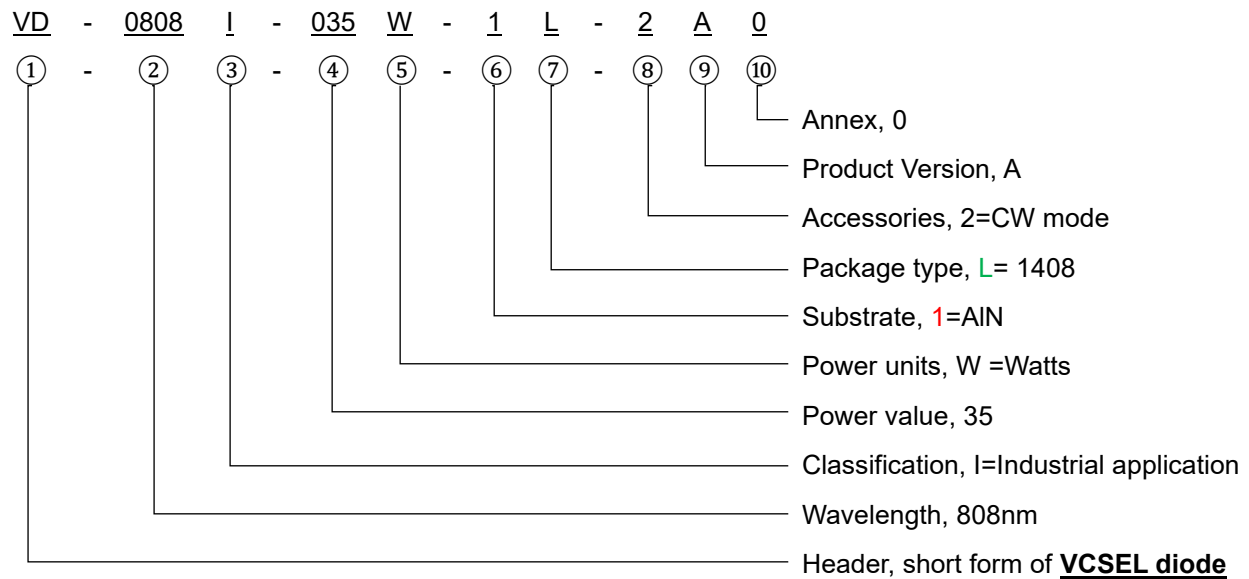 VD - 0808 I - 035 W - 1 L - 2 A 0
① - ② ③ - ④ ⑤ - ⑥ ⑦ - ⑧ ⑨ ⑩
Annex, 0
Product Version, A
Accessories, 2=CW mode
Package type, L= 1408
Substrate, 1=AlN
Power units, W =Watts
Power value, 35
Classification, I=Industrial application
Wavelength, 808nm
Header, short form of VCSEL diode